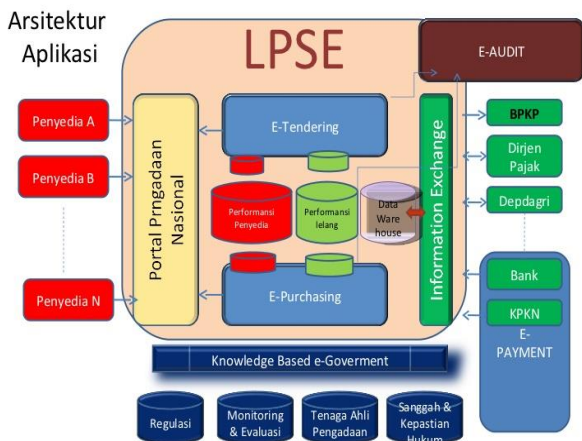 Arsitektur
Aplikasi
LPSE
E-AUDIT
Penyedia A
Penyedia B
Penyedia N
Portal Prngadaan
Nasional
E-Tendering
Performansi
Penyedia
Performansi
lelang
Data
Ware
house
E-Purchasing
Information Exchange
BPKP
Dirjen
Pajak
Depdagri
Bank
KPKN
E-
PAYMENT
Knowledge Based e-Goverment
Regulasi
Monitoring
& Evaluasi
Tenaga Ahli
Pengadaan
Sanggah &
Kepastian
Hukum